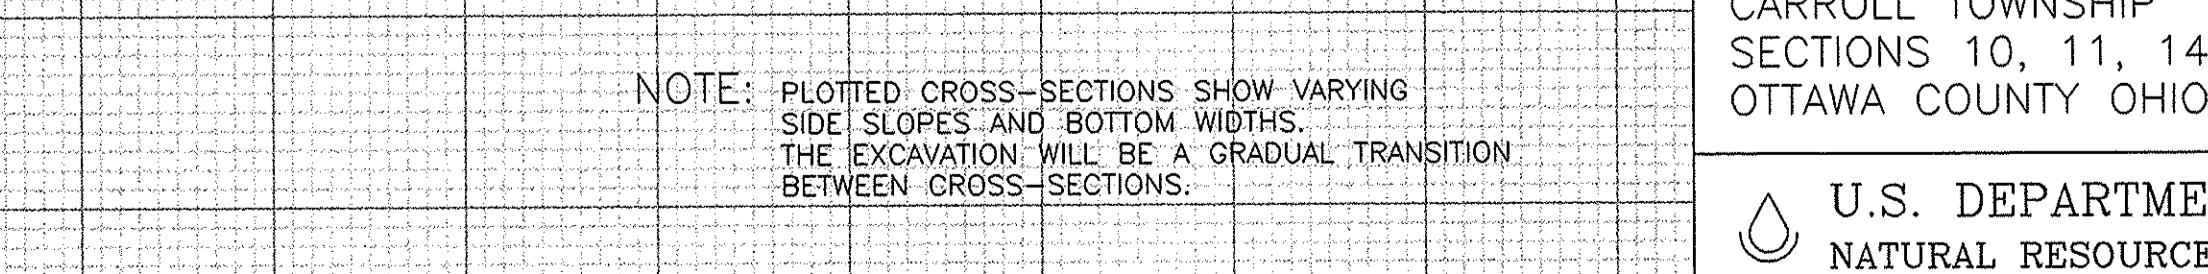 NOTE: PLOTTED CROSS-SECTIONS SHOW VARYING
SIDE SLOPES AND BOTTOM WIDTHS.
THE EXCAVATION WILL BE A GRADUAL TRANSITION
BETWEEN CROSS-SECTIONS.
CARROLL TOWNSHIP
SECTIONS 10, 11, 14
OTTAWA COUNTY OHIO
U.S. DEPARTME
NATURAL RESOURCE